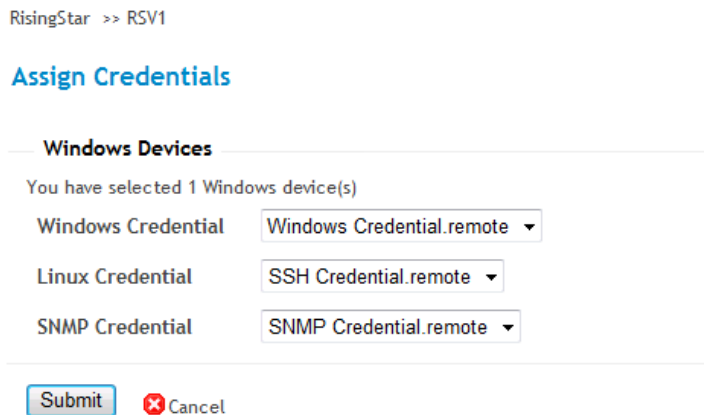 RisingStar >> RSV1
Assign Credentials
Windows Devices
You have selected 1 Windows device(s)
Windows Credential Windows Credential.remote
Linux Credential SSH Credential.remote
SNMP Credential SNMP Credential.remote
Submit Cancel